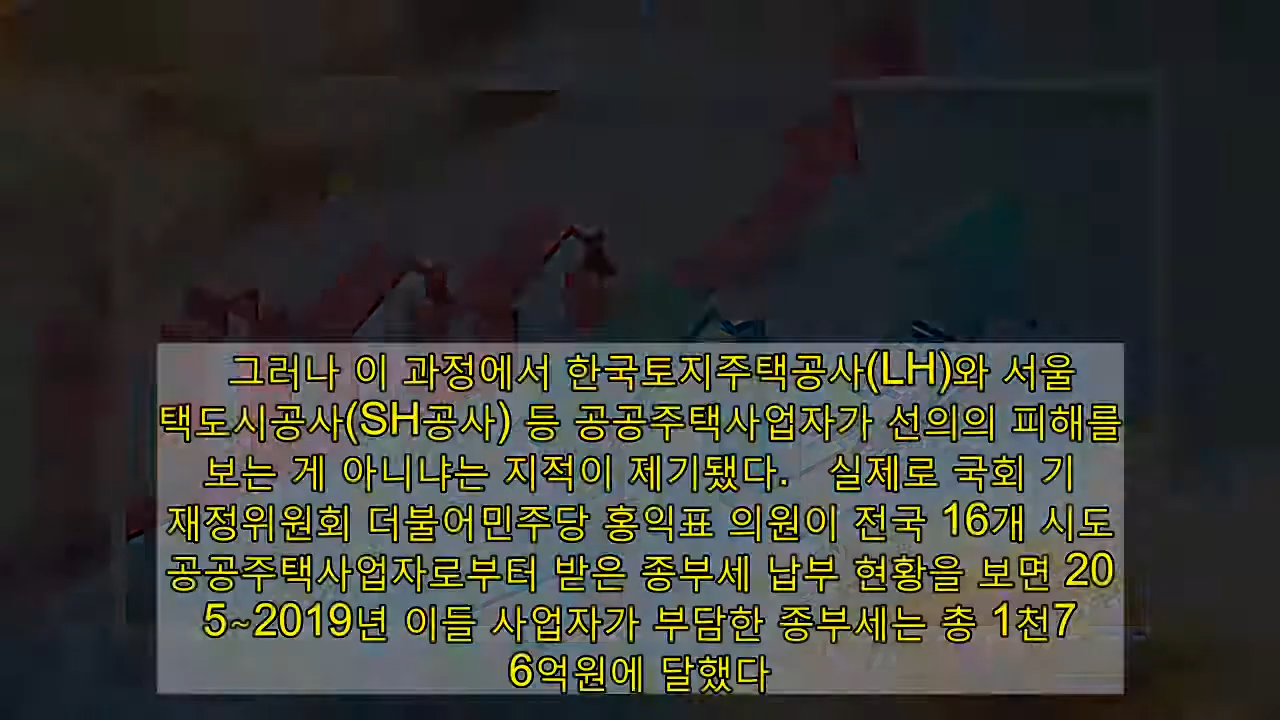 그러나 이 과정에서 한국토지주택공사(LH)와 서울
택도시공사(SH공사) 등 공공주택사업자가 선의의 피해를
보는 게 아니냐는 지적이 제기됐다. 실제로 국회 기
재정위원회 더불어민주당 홍익표 의원이 전국 16개 시도
공공주택사업자로부터 받은 종부세 납부 현황을 보면 20
5~2019년 이들 사업자가 부담한 종부세는 총 1천7
6억원에 달했다